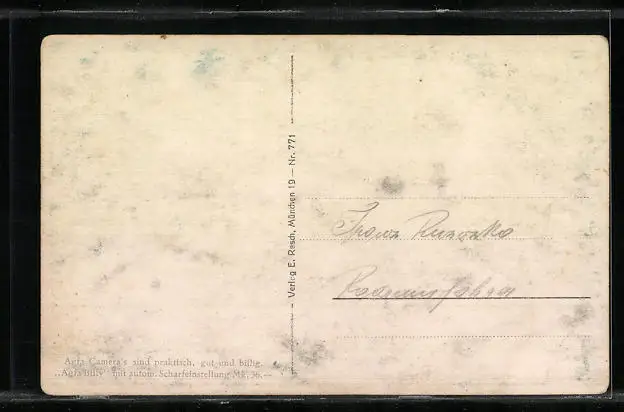 Verlag E. Resch, München 19 — Nr. 771
Franz
Agfa Camera's sind praktisch, gut und billig.
„Agfa Billy" mit autom. Scharfeinstellung Mk. 36.—